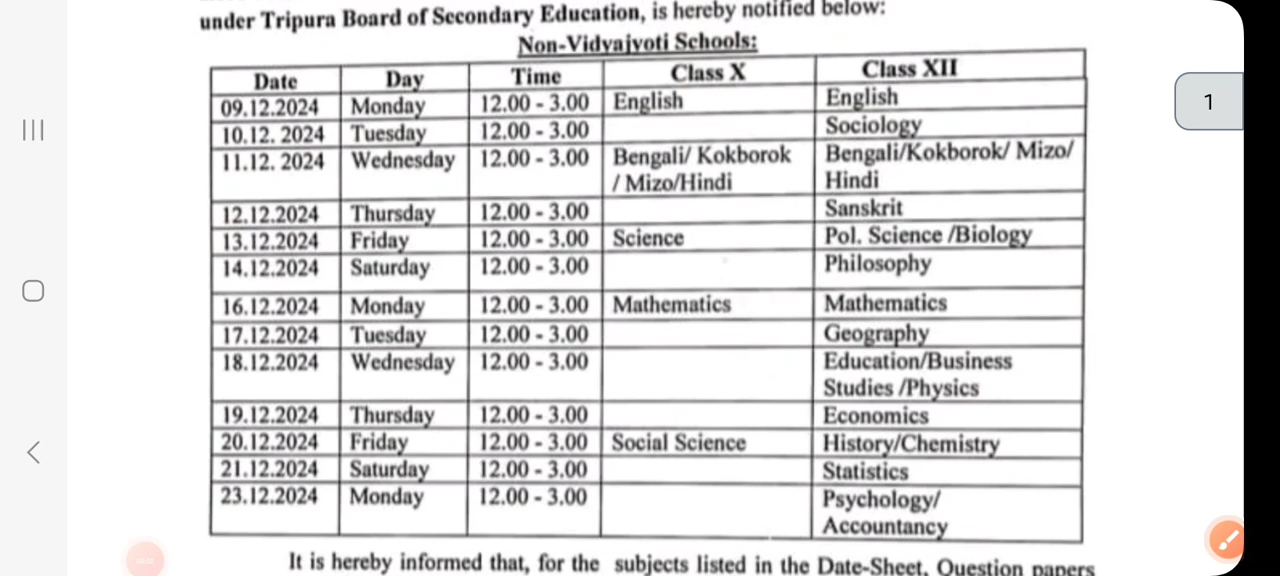 under Tripura Board of Secondary Education, is hereby notified below:
Non-Vidyajyoti Schools:
Date Day Time Class X Class XII
09.12.2024 Monday 12.00 - 3.00 English English
10.12. 2024 Tuesday 12.00 - 3.00 Sociology
11.12. 2024 Wednesday 12.00 - 3.00 Bengali/ Kokborok Bengali/Kokborok/ Mizo/
/ Mizo/Hindi Hindi
12.12.2024 Thursday 12.00 - 3.00 Sanskrit
13.12.2024 Friday 12.00 - 3.00 Science Pol. Science /Biology
14.12.2024 Saturday 12.00 - 3.00 Philosophy
16.12.2024 Monday 12.00 - 3.00 Mathematics Mathematics
17.12.2024 Tuesday 12.00 - 3.00 Geography
18.12.2024 Wednesday 12.00 - 3.00 Education/Business
Studies /Physics
19.12.2024 Thursday 12.00 - 3.00 Economics
20.12.2024 Friday 12.00 - 3.00 Social Science History/Chemistry
21.12.2024 Saturday 12.00 - 3.00 Statistics
23.12.2024 Monday 12.00 - 3.00 Psychology/
Accountancy
It is hereby informed that, for the subjects listed in the Date-Sheet, Question papers
1